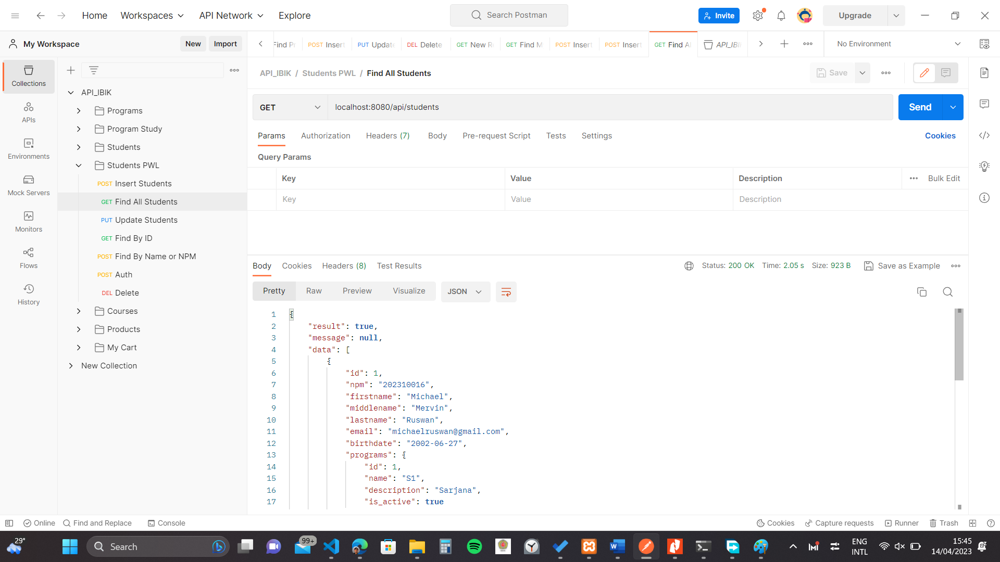 Home Workspaces API Network Explore Search Postman Invite Upgrade
My Workspace New Import
Find Pr POST Insert PUT Update DEL Delete GET New Re GET Find M POST Insert POST Insert GET Find Al API_IBI No Environment
API_IBIK / Students PWL / Find All Students Save
GET localhost:8080/api/students Send
Params Authorization Headers (7) Body Pre-request Script Tests Settings Cookies
Query Params
Key Value Description Bulk Edit
Key Value Description
Collections
APIs
Environments
Mock Servers
Monitors
Flows
History
API_IBIK
Programs
Program Study
Students
Students PWL
POST Insert Students
GET Find All Students
PUT Update Students
GET Find By ID
POST Find By Name or NPM
POST Auth
DEL Delete
Courses
Products
My Cart
New Collection
Body Cookies Headers (8) Test Results Status: 200 OK Time: 2.05 s Size: 923 B Save as Example
Pretty Raw Preview Visualize JSON
1 {
2 "result": true,
3 "message": null,
4 "data": [
5 {
6 "id": 1,
7 "npm": "202310016",
8 "firstname": "Michael",
9 "middlename": "Mervin",
10 "lastname": "Ruswan",
11 "email": "michaelruswan@gmail.com",
12 "birthdate": "2002-06-27",
13 "programs": {
14 "id": 1,
15 "name": "S1",
16 "description": "Sarjana",
17 "is_active": true
Online Find and Replace Console Cookies Capture requests Runner Trash
29° Search 99+ ENG INTL 15:45
14/04/2023